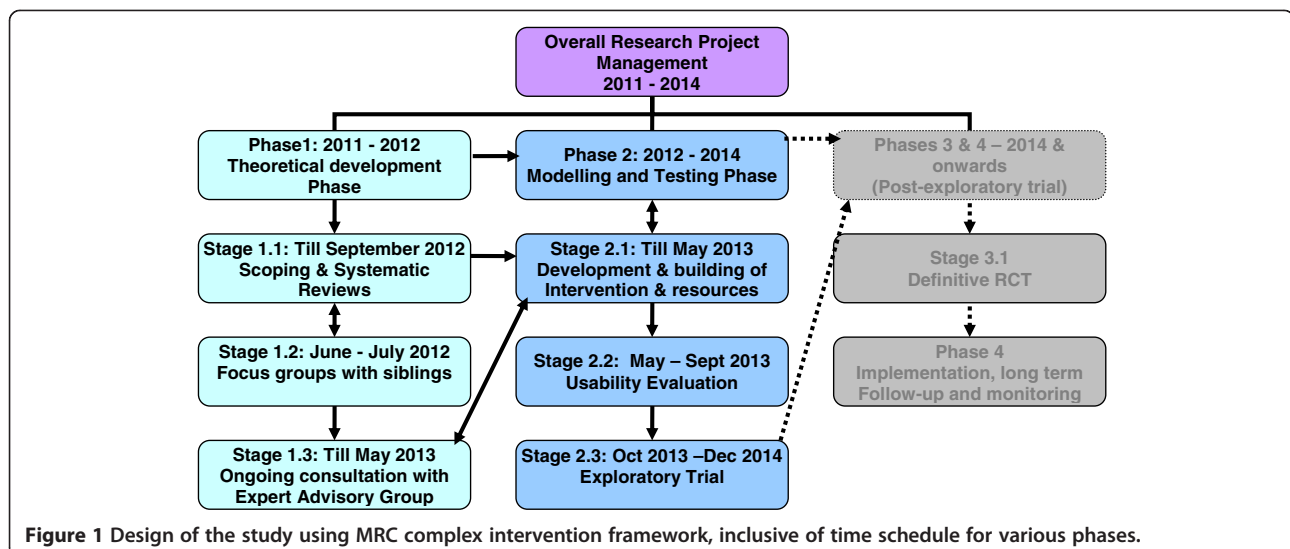 Overall Research Project
Management
2011 - 2014
Phase1: 2011 - 2012
Theoretical development
Phase
Phase 2: 2012 - 2014
Modelling and Testing Phase
Phases 3 & 4 – 2014 &
onwards
(Post-exploratory trial)
Stage 1.1: Till September 2012
Scoping & Systematic
Reviews
Stage 2.1: Till May 2013
Development & building of
Intervention & resources
Stage 3.1
Definitive RCT
Stage 1.2: June - July 2012
Focus groups with siblings
Stage 2.2: May – Sept 2013
Usability Evaluation
Phase 4
Implementation, long term
Follow-up and monitoring
Stage 1.3: Till May 2013
Ongoing consultation with
Expert Advisory Group
Stage 2.3: Oct 2013 –Dec 2014
Exploratory Trial
Figure 1 Design of the study using MRC complex intervention framework, inclusive of time schedule for various phases.